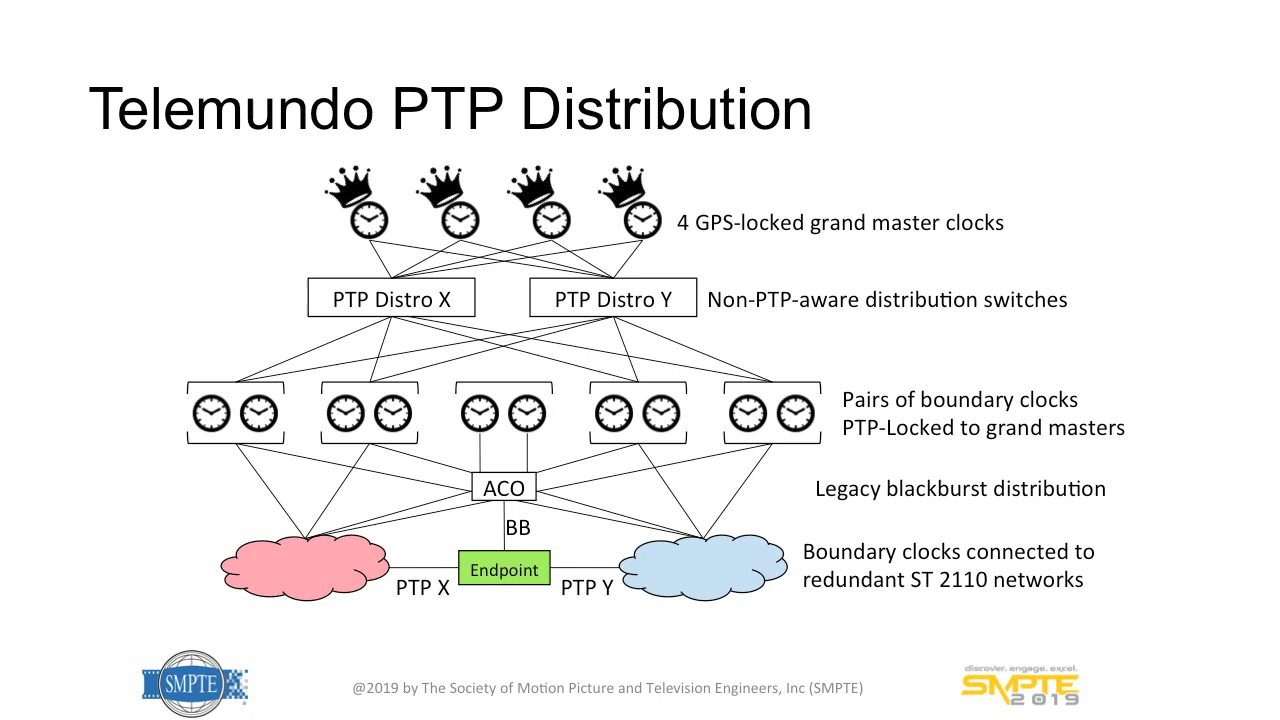 Telemundo PTP Distribution
4 GPS-locked grand master clocks
PTP Distro X
PTP Distro Y
Non-PTP-aware distribution switches
Pairs of boundary clocks
PTP-Locked to grand masters
ACO
Legacy blackburst distribution
BB
Boundary clocks connected to
redundant ST 2110 networks
Endpoint
PTP X
PTP Y
SMPTE
@2019 by The Society of Motion Picture and Television Engineers, Inc (SMPTE)
discover. engage. excel.
SMPTE
2019